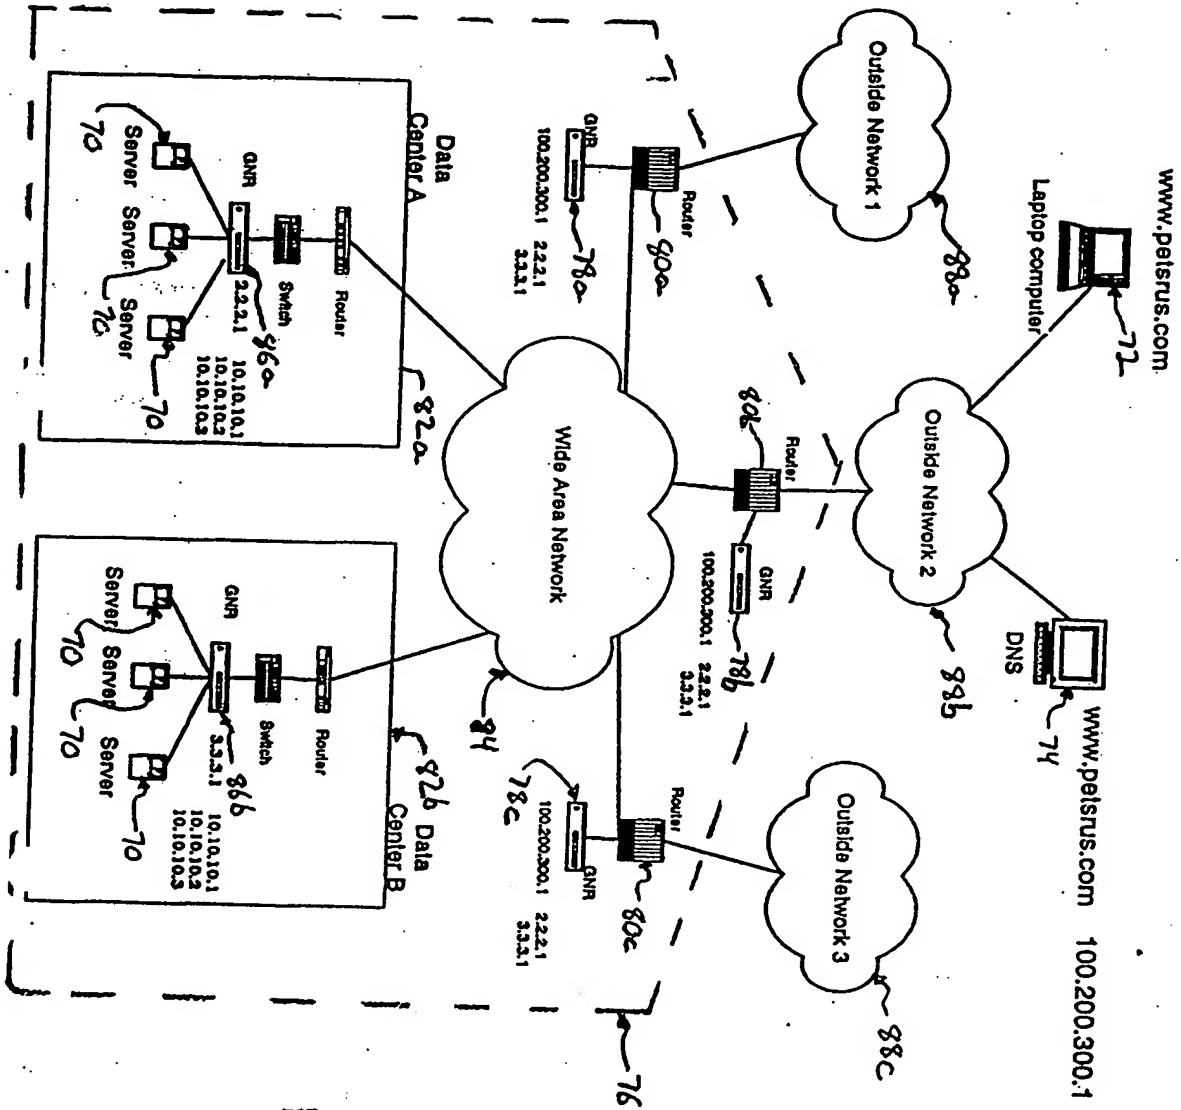 www.petsrus.com
72
Laptop computer
DNS
74
www.petsrus.com 100.200.300.1
Outside Network 1
88a
Outside Network 2
88b
Outside Network 3
88c
Router
80a
GNR
78a
100.200.300.1 2.2.2.1
3.3.3.1
Router
80b
GNR
78b
100.200.300.1 2.2.2.1
3.3.3.1
Router
80c
GNR
78c
100.200.300.1 2.2.2.1
3.3.3.1
76
Wide Area Network
84
Data
Center A
82a
Router
Switch
GNR
86a
2.2.2.1 10.10.10.1
10.10.10.2
10.10.10.3
Server
70
Server
70
Server
70
Data
Center B
82b
Router
Switch
GNR
86b
3.3.3.1 10.10.10.1
10.10.10.2
10.10.10.3
Server
70
Server
70
Server
70